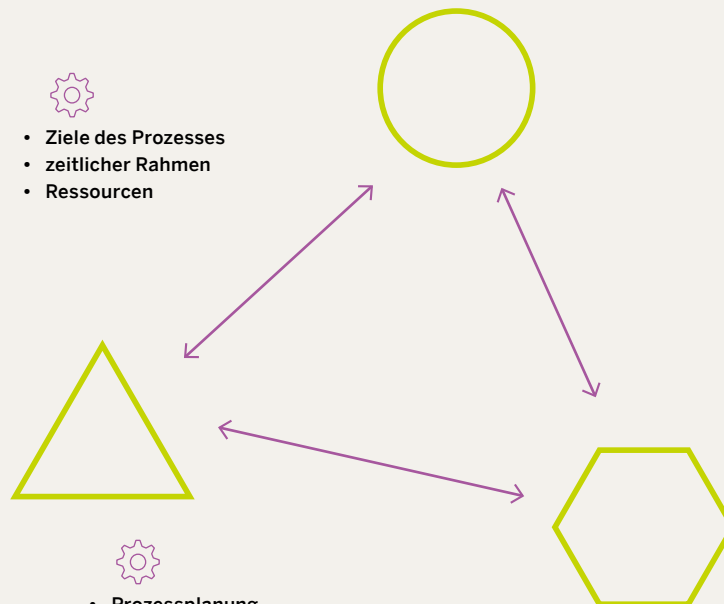 • Ziele des Prozesses
• zeitlicher Rahmen
• Ressourcen
• Prozessplanung